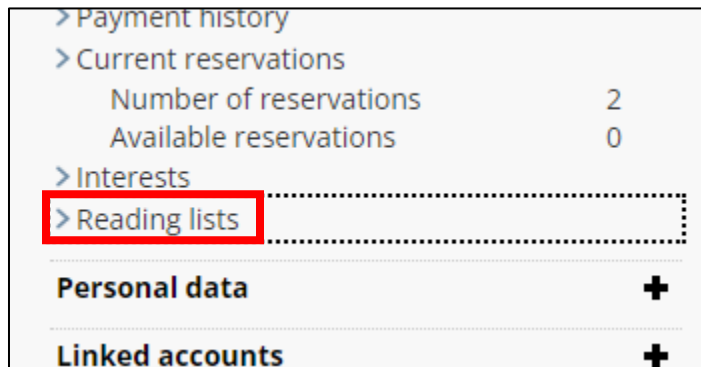 > Payment history
> Current reservations
Number of reservations 2
Available reservations 0
> Interests
> Reading lists
Personal data +
Linked accounts +